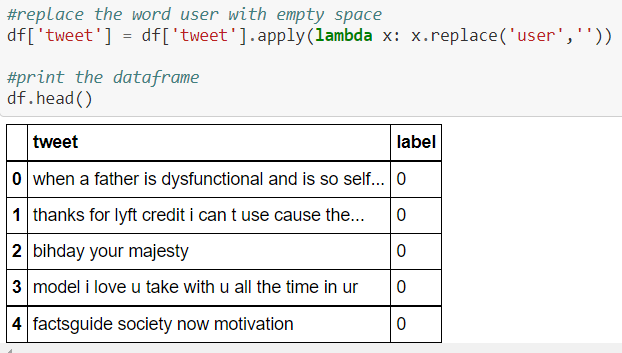 #replace the word user with empty space
df['tweet'] = df['tweet'].apply(lambda x: x.replace('user',''))
#print the dataframe
df.head()
tweet label
0 when a father is dysfunctional and is so self... 0
1 thanks for lyft credit i can t use cause the... 0
2 bihday your majesty 0
3 model i love u take with u all the time in ur 0
4 factsguide society now motivation 0